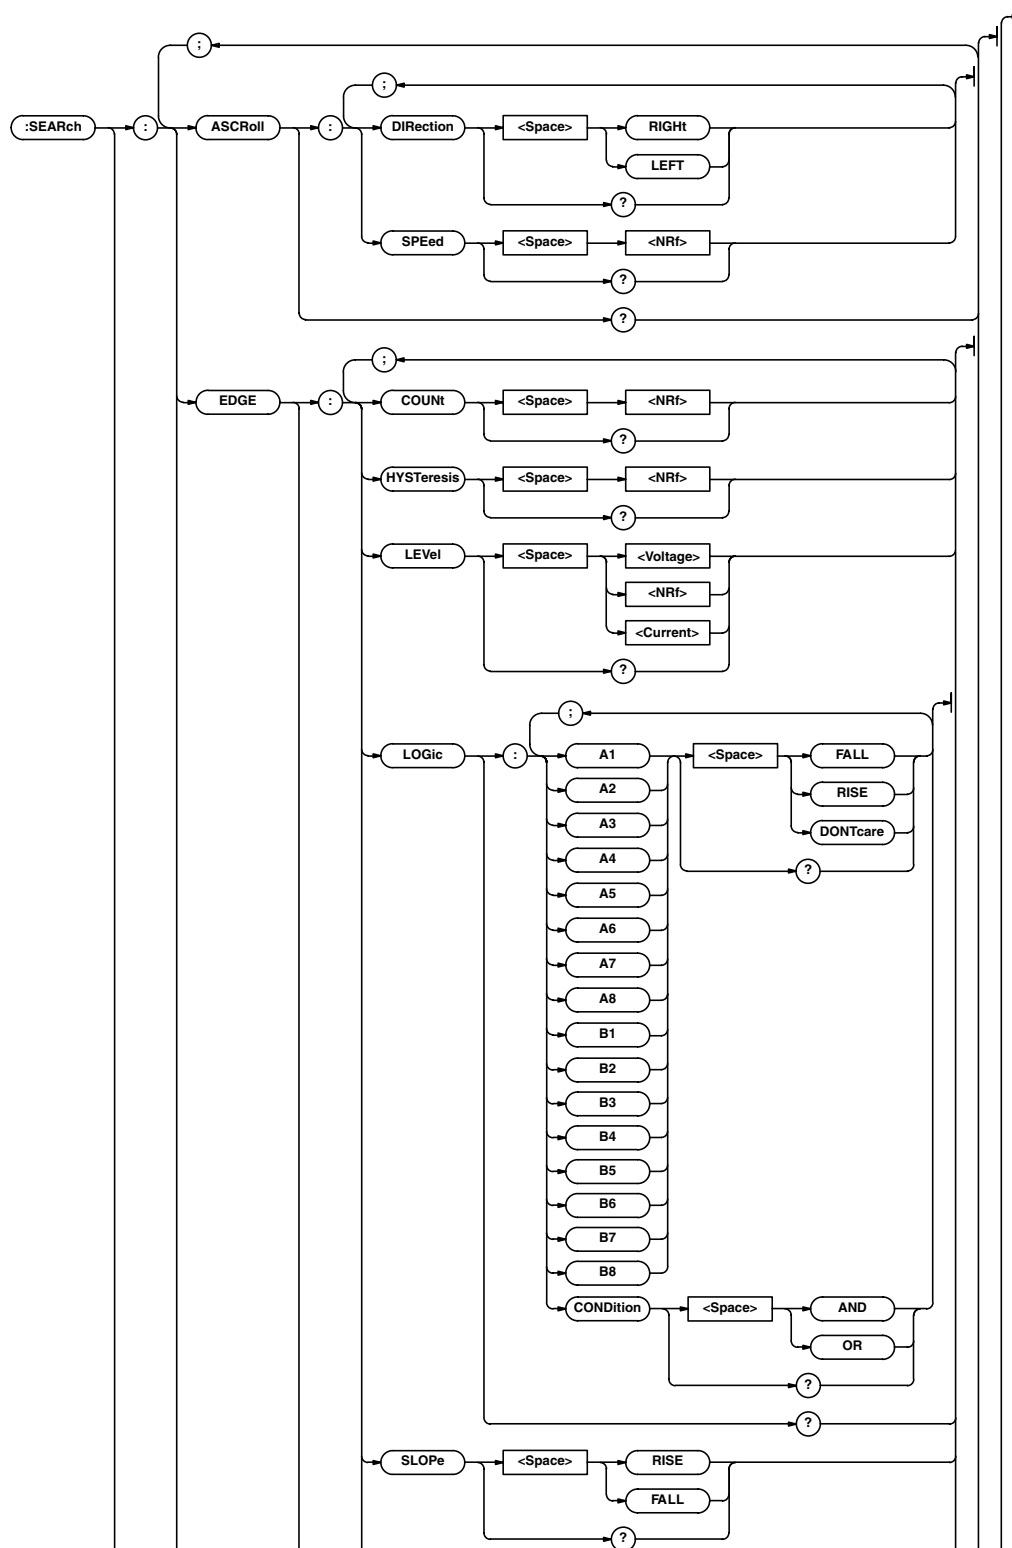 ;
;
:SEARch : ASCRoll : DIRection <Space> RIGHt
LEFT
?
SPEed <Space> <NRf>
?
?
;
EDGE : COUNt <Space> <NRf>
?
HYSTeresis <Space> <NRf>
?
LEVel <Space> <Voltage>
<NRf>
<Current>
?
;
LOGic : A1 <Space> FALL
A2 RISE
A3 DONTcare
A4
?
A5
A6
A7
A8
B1
B2
B3
B4
B5
B6
B7
B8
CONDition <Space> AND
OR
?
?
SLOPe <Space> RISE
FALL
?